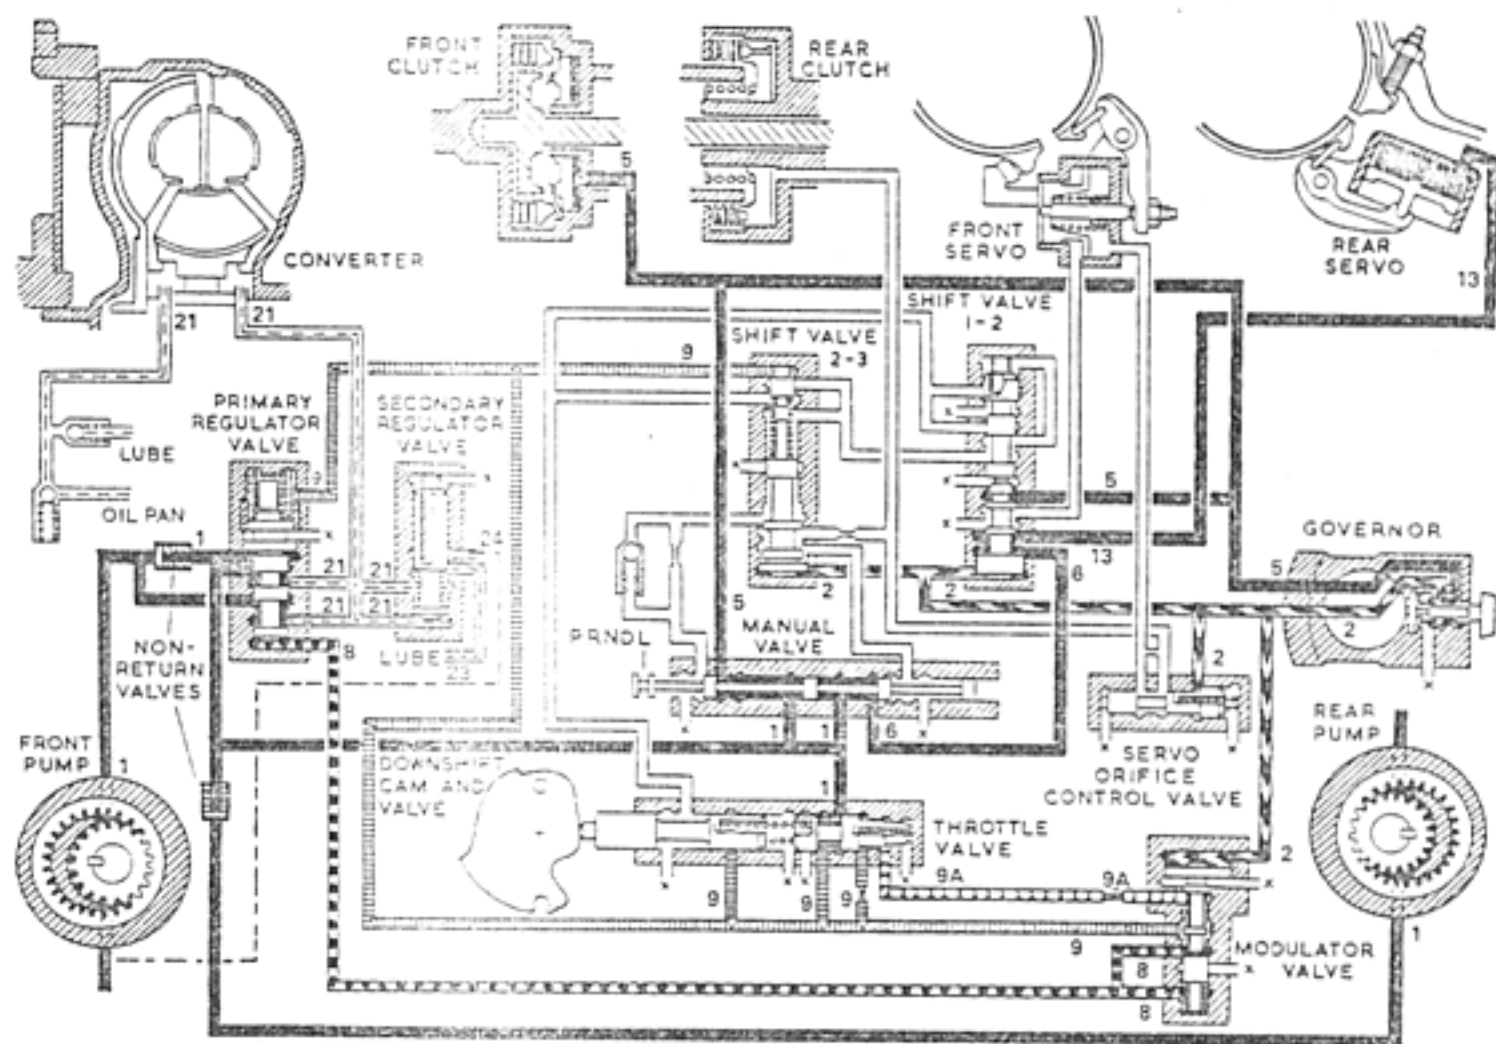 FRONT
CLUTCH
REAR
CLUTCH
5
CONVERTER
FRONT
SERVO
REAR
SERVO
13
21
21
SHIFT VALVE
1-2
SHIFT VALVE
2-3
9
PRIMARY
REGULATOR
VALVE
SECONDARY
REGULATOR
VALVE
LUBE
9
x
x
x
x
OIL PAN
1
x
5
x
13
GOVERNOR
21
21
21
21
2
2
6
5
5
2
x
NON-
RETURN
VALVES
8
LUBE
23
PRNDL
MANUAL
VALVE
2
x
x
1
1
6
x
x
SERVO
ORIFICE
CONTROL VALVE
REAR
PUMP
FRONT
PUMP
1
DOWNSHIFT
CAM AND
VALVE
1
THROTTLE
VALVE
x
x
x
x
9
9
9
9A
9A
2
x
9
8
8
x
MODULATOR
VALVE
1